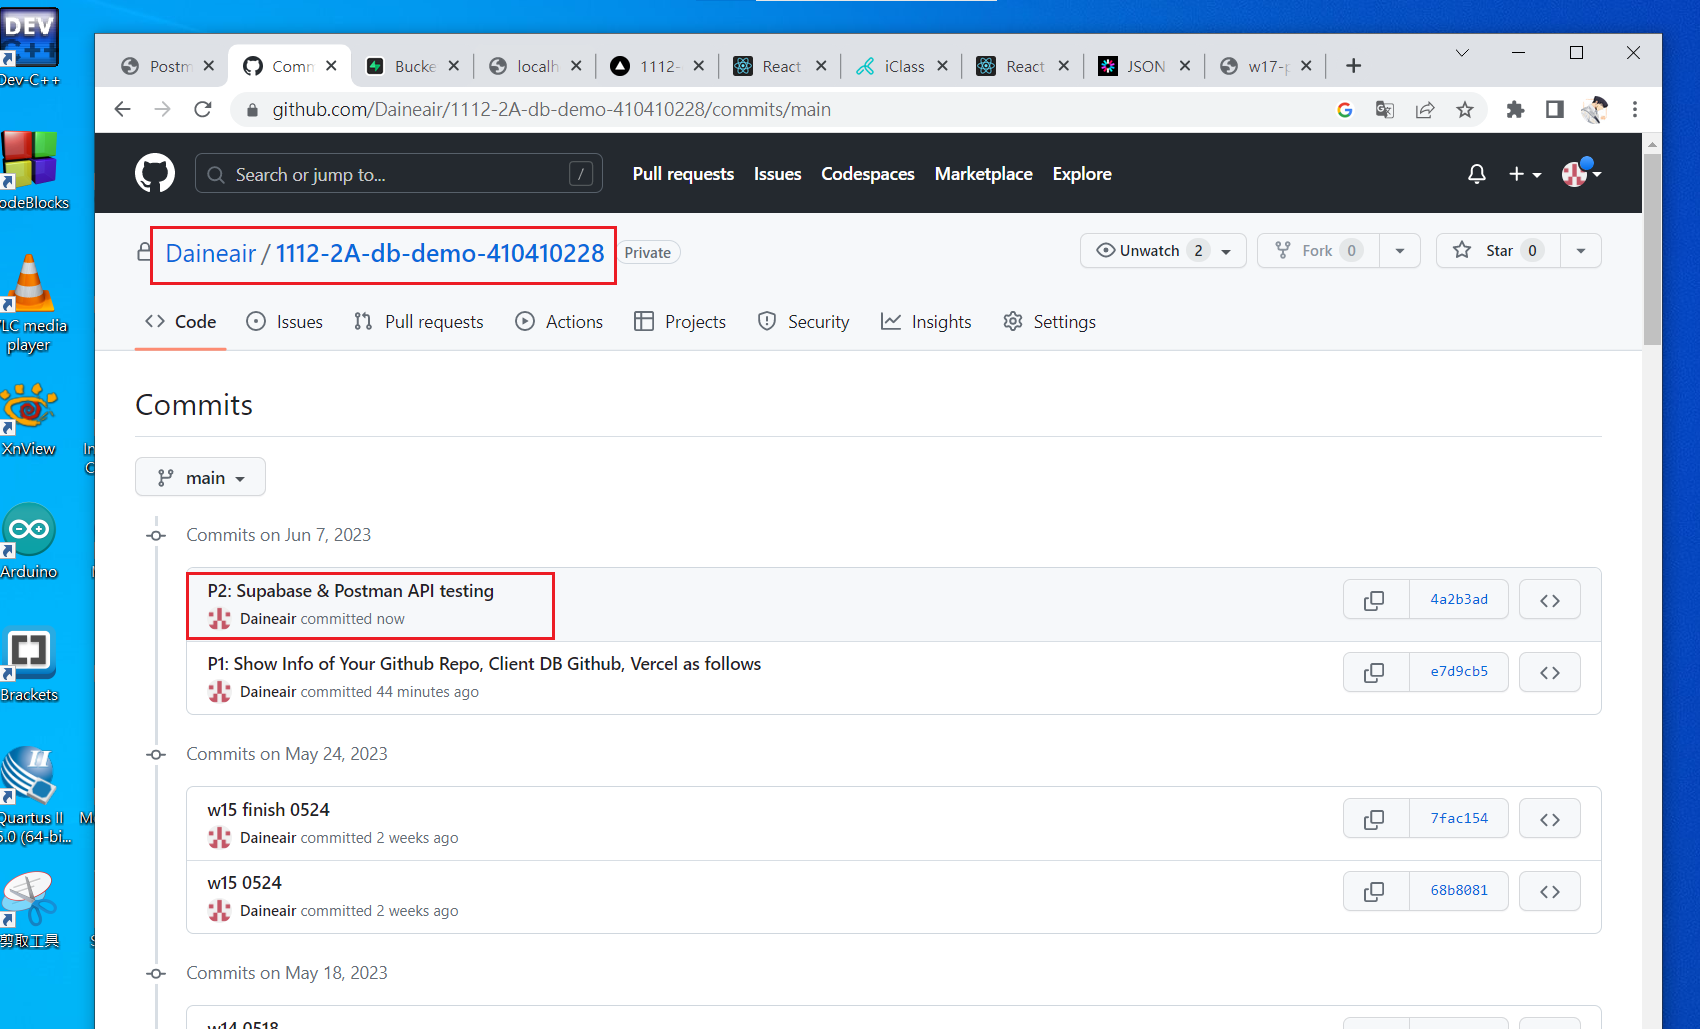 DEV
C++
Dev-C++
odeBlocks
LC media
player
XnView
In
C
Arduino
Brackets
Quartus II
.0 (64-bi...
剪取工具
Postm
Comm
Bucke
localh
1112-
React
iClass
React
JSON
w17-p
github.com/Daineair/1112-2A-db-demo-410410228/commits/main
Search or jump to... /
Pull requests Issues Codespaces Marketplace Explore
Daineair / 1112-2A-db-demo-410410228 Private
Unwatch 2 Fork 0 Star 0
Code Issues Pull requests Actions Projects Security Insights Settings
Commits
main
Commits on Jun 7, 2023
P2: Supabase & Postman API testing
Daineair committed now
4a2b3ad
P1: Show Info of Your Github Repo, Client DB Github, Vercel as follows
Daineair committed 44 minutes ago
e7d9cb5
Commits on May 24, 2023
w15 finish 0524
Daineair committed 2 weeks ago
7fac154
w15 0524
Daineair committed 2 weeks ago
68b8081
Commits on May 18, 2023
w14 0518